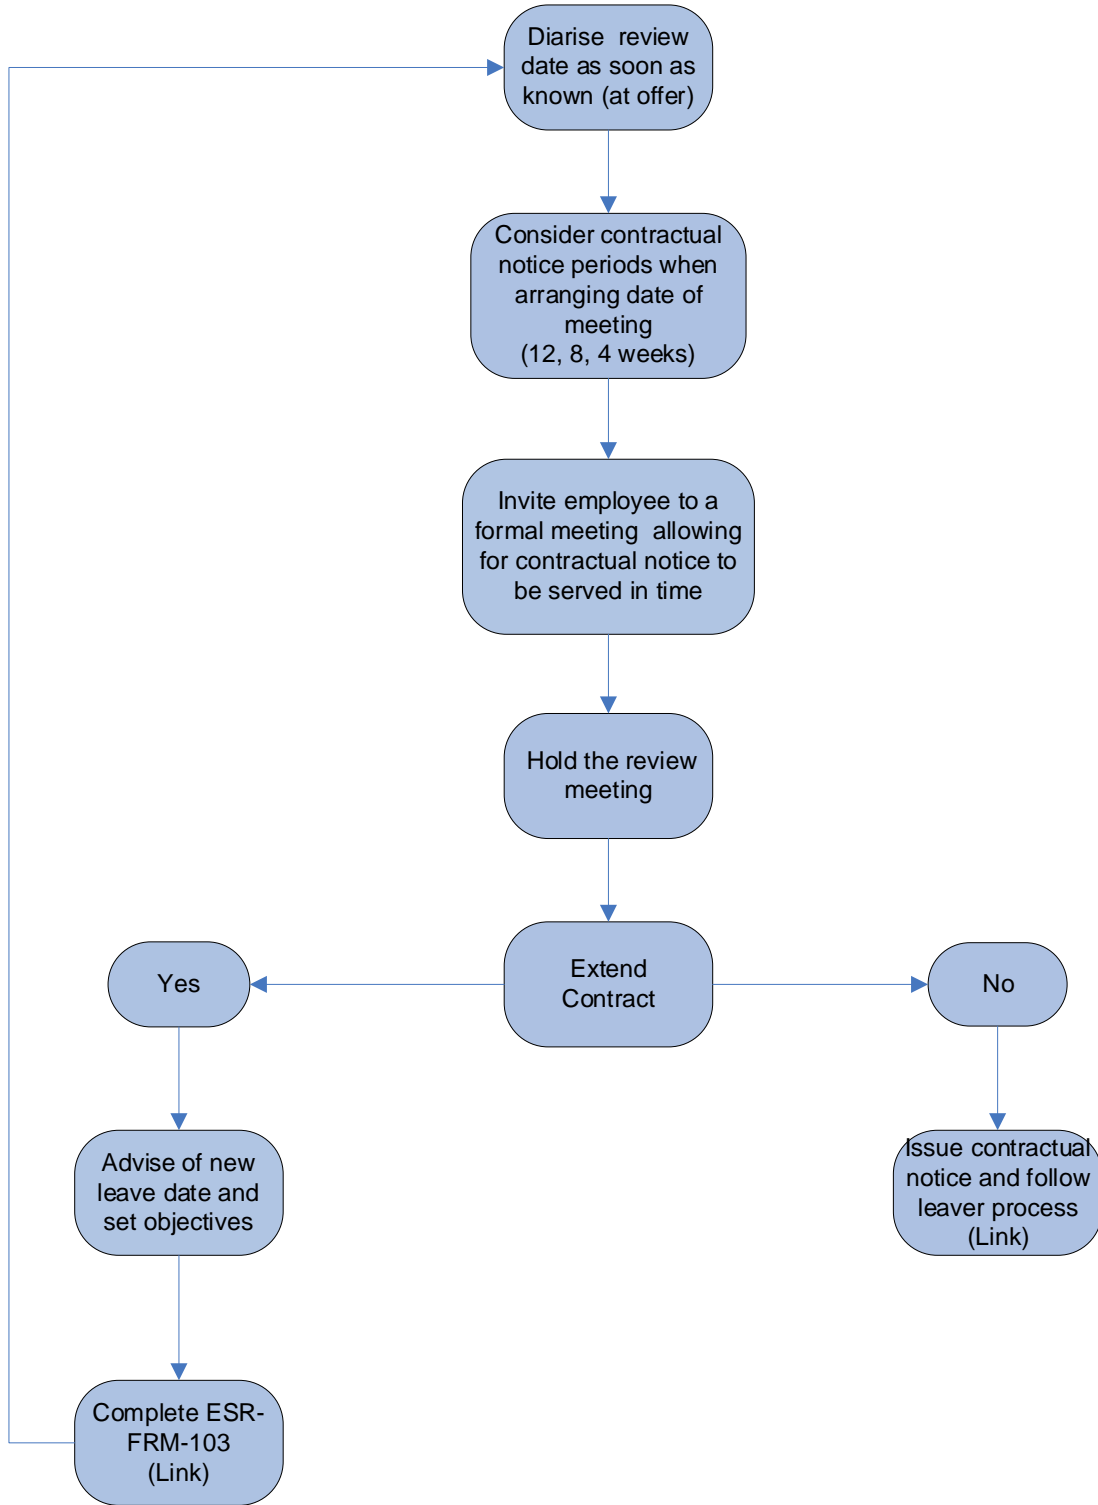 Diarise review
date as soon as
known (at offer)
Consider contractual
notice periods when
arranging date of
meeting
(12, 8, 4 weeks)
Invite employee to a
formal meeting allowing
for contractual notice to
be served in time
Hold the review
meeting
Extend
Contract
Yes
No
Advise of new
leave date and
set objectives
Issue contractual
notice and follow
leaver process
(Link)
Complete ESR-
FRM-103
(Link)